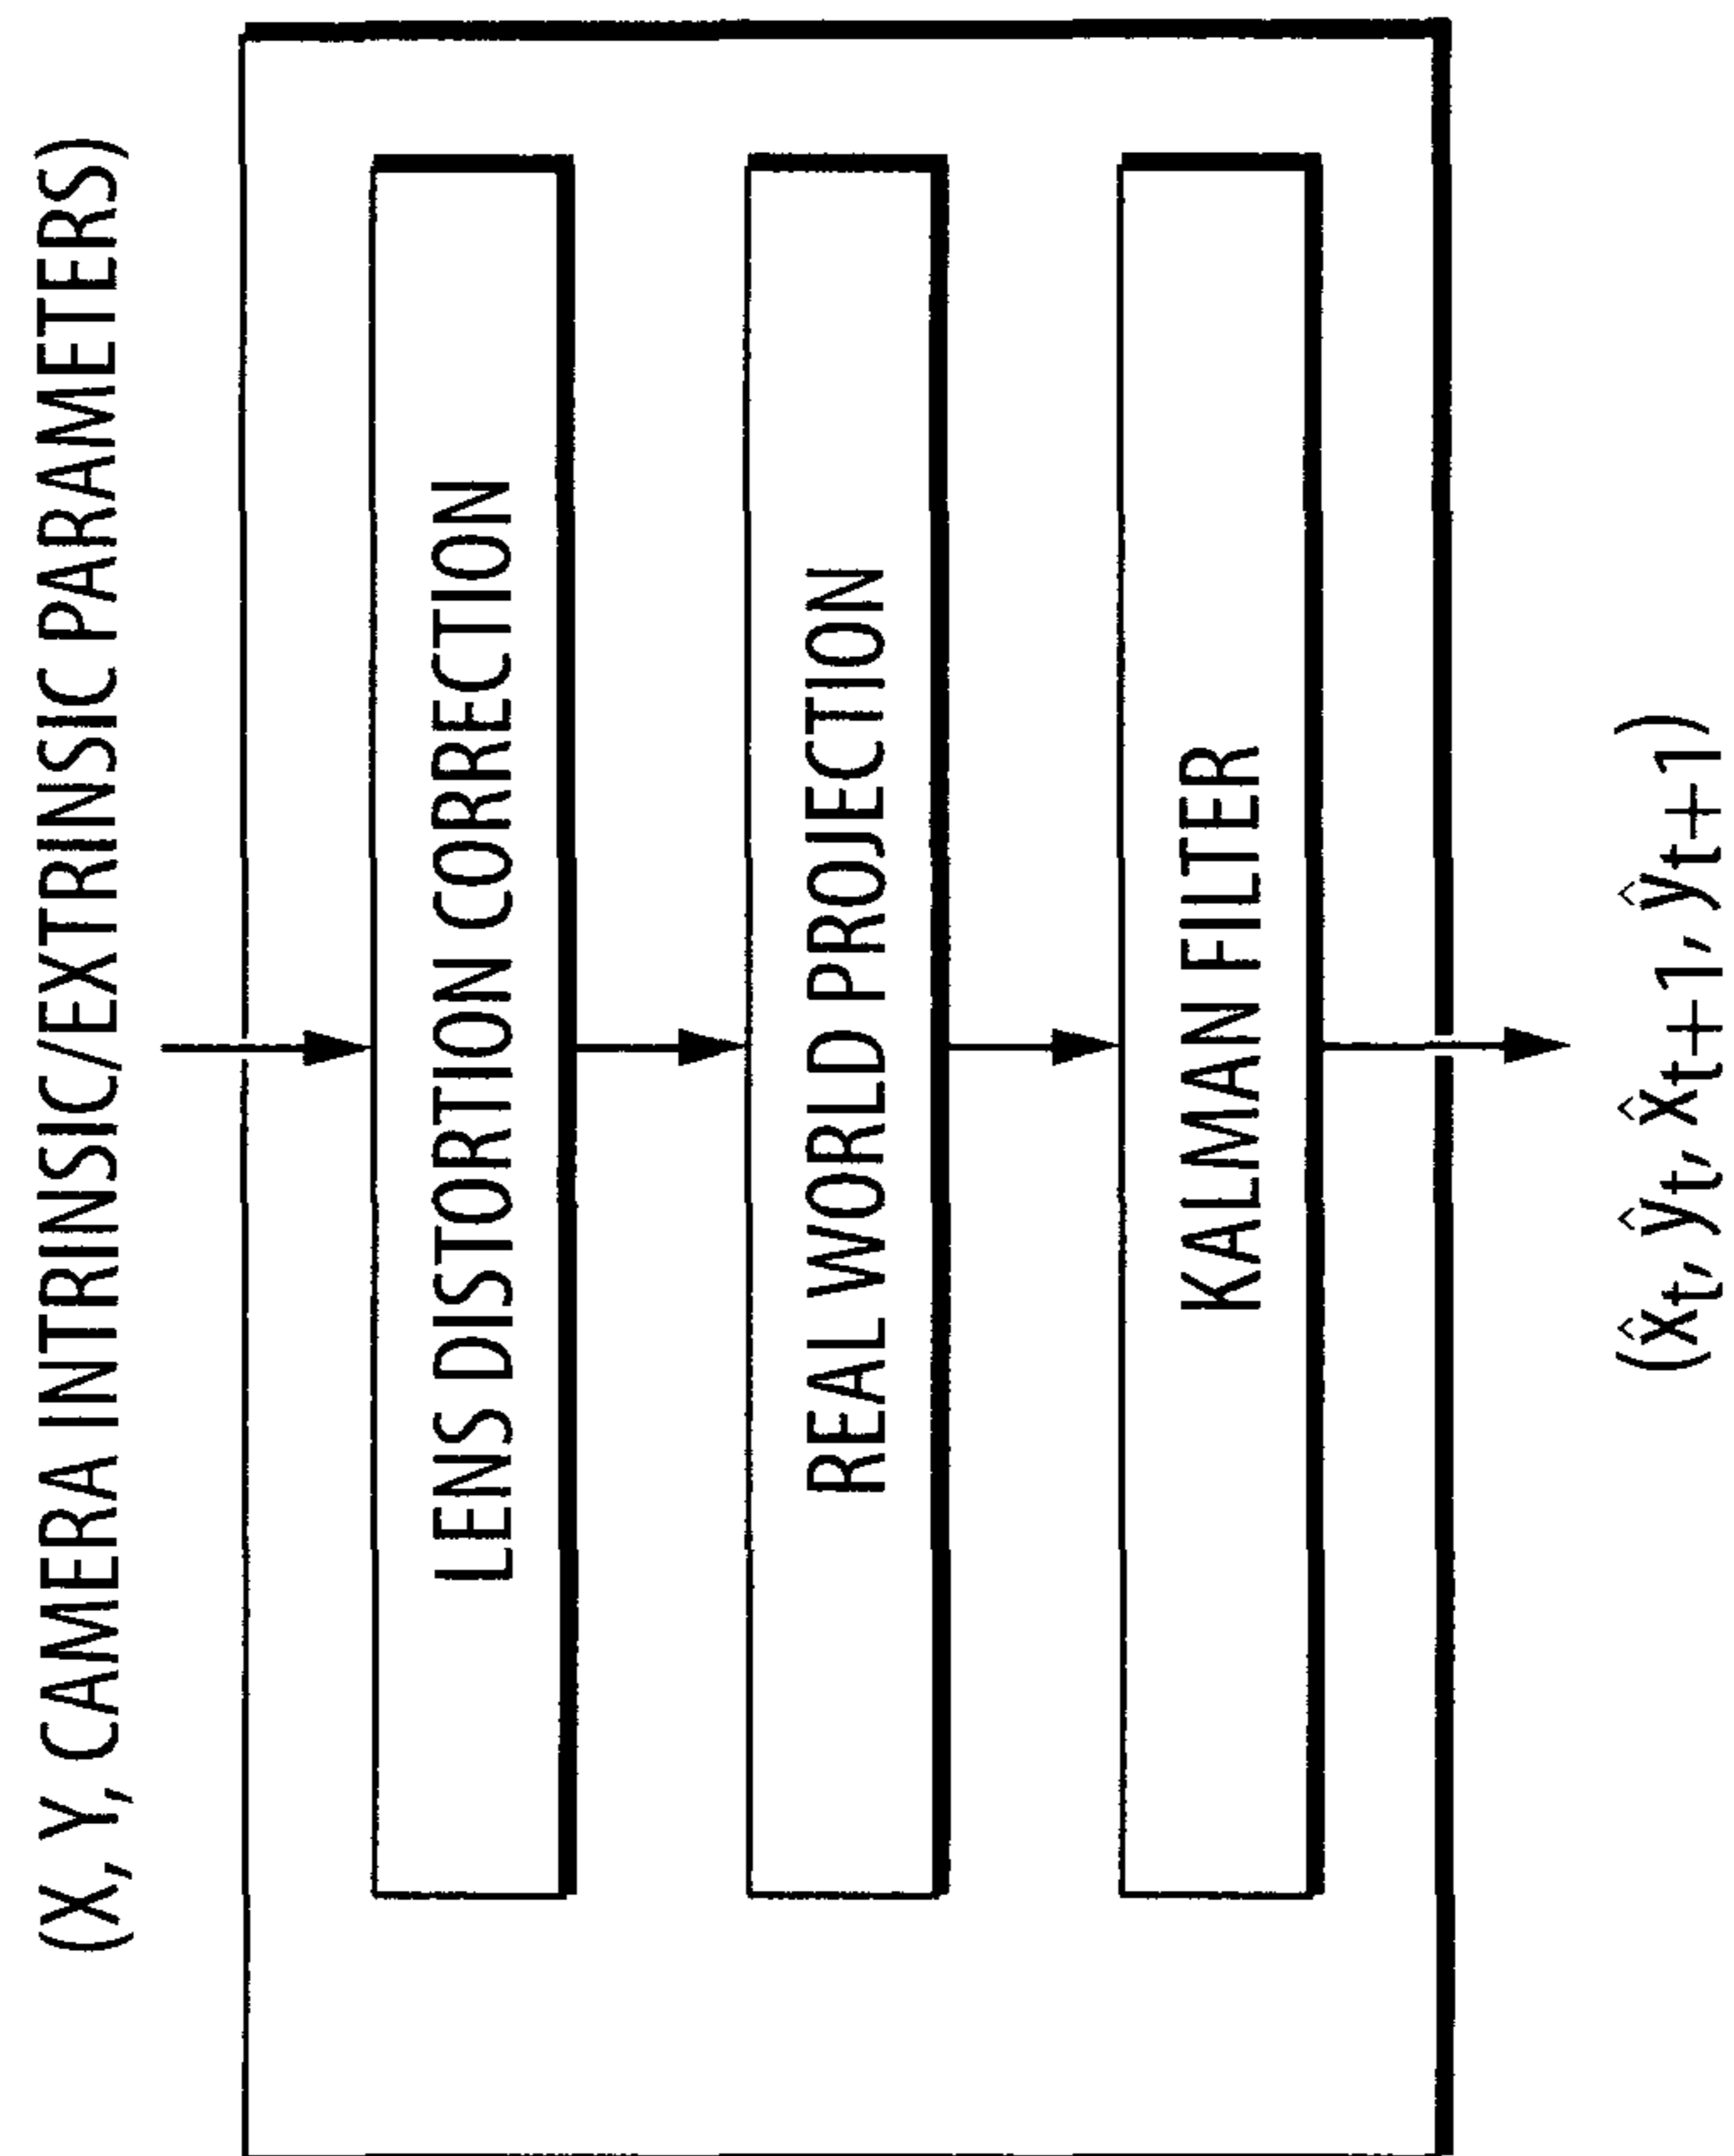 (X, Y, CAMERA INTRINSIC/EXTRINSIC PARAMETERS)
LENS DISTORTION CORRECTION
REAL WORLD PROJECTION
KALMAN FILTER
(x̂t, ŷt, x̂t+1, ŷt+1)